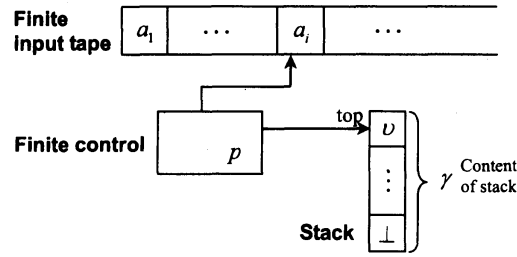 Finite
input tape
a₁ ⋯ aᵢ ⋯
top
Finite control
p
υ
⋮
γ
Content
of stack
Stack
⊥